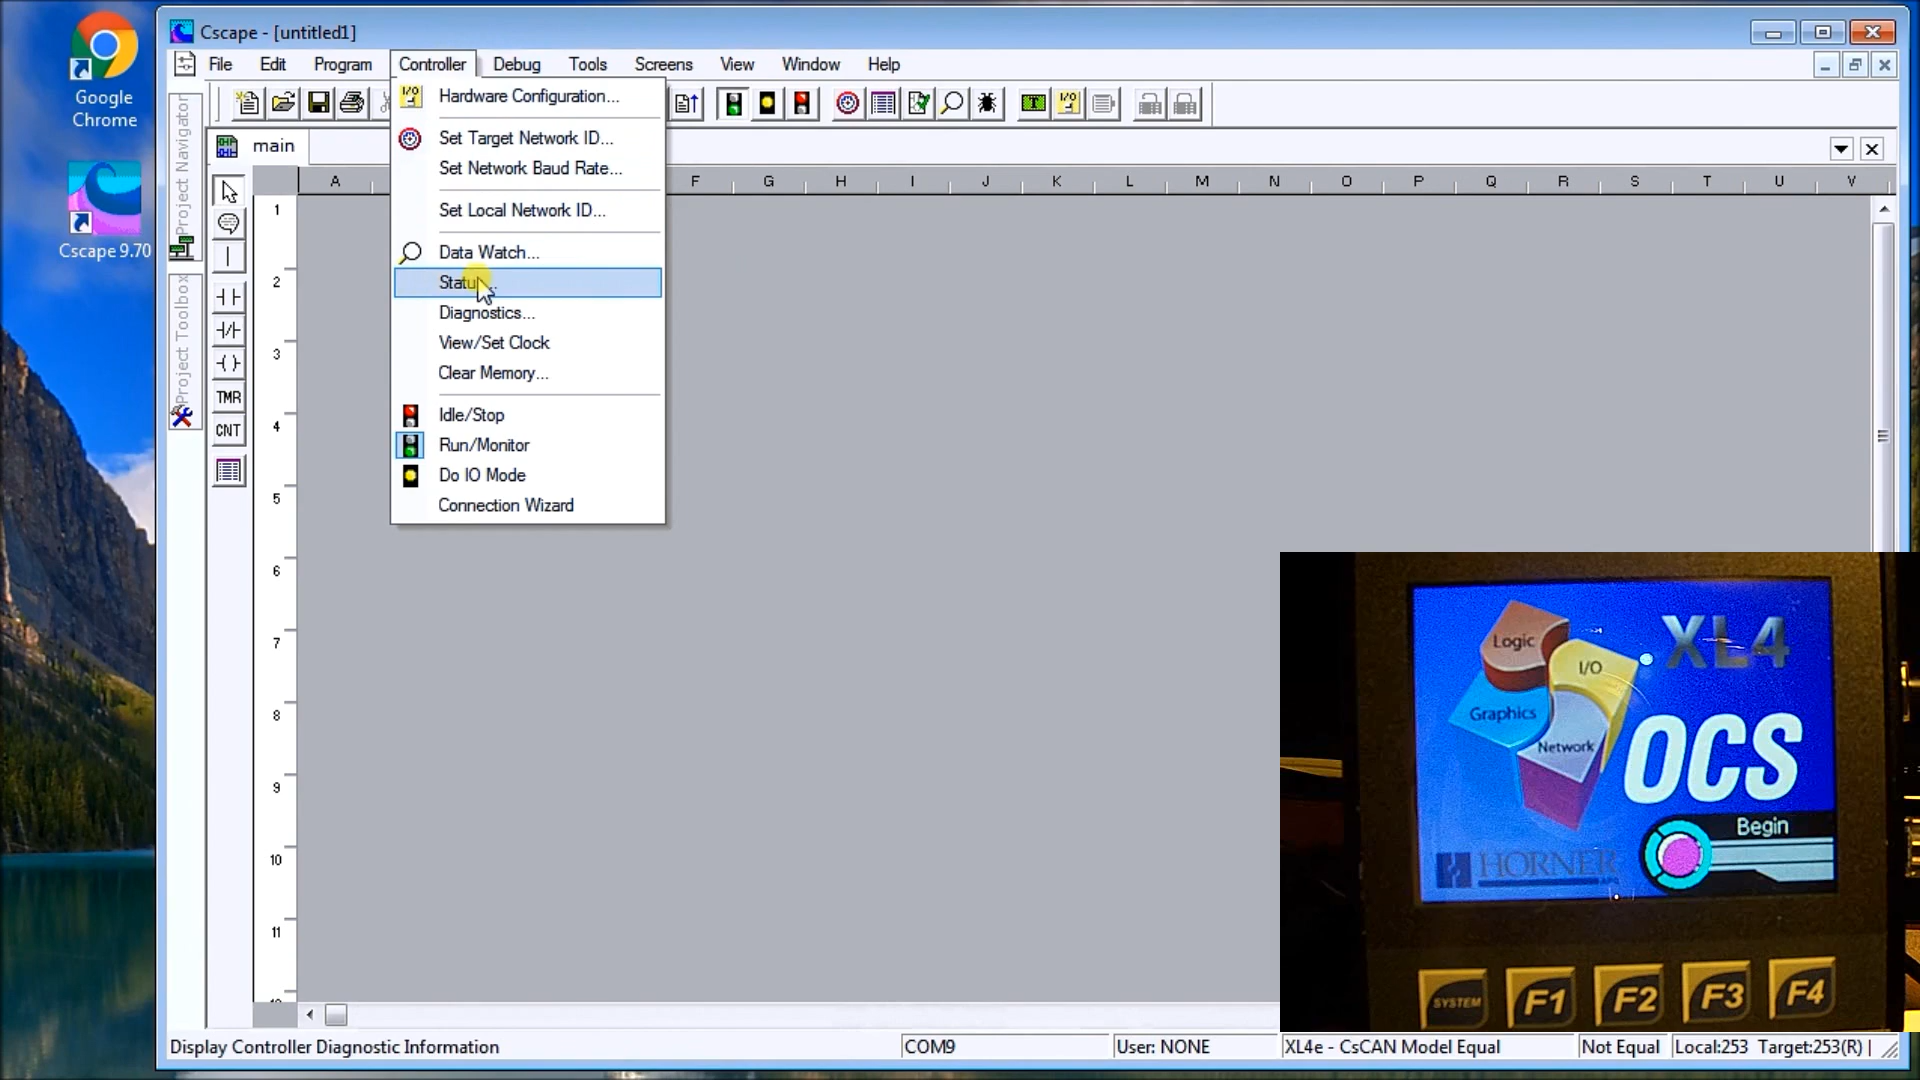 Google
Chrome
Cscape 9.70
Cscape - [untitled1]
File Edit Program Controller Debug Tools Screens View Window Help
Hardware Configuration...
Set Target Network ID...
Set Network Baud Rate...
Set Local Network ID...
Data Watch...
Diagnostics...
View/Set Clock
Clear Memory...
Idle/Stop
Run/Monitor
Do IO Mode
Connection Wizard
Project Navigator
Project Toolbox
main
A F G H I J K L M N O P Q R S T U V
1
2
3
4
5
6
7
8
9
10
11
TMR
CNT
Logic
I/O
Graphics
Network
XL4
OCS
Begin
HORNER
SYSTEM F1 F2 F3 F4
Display Controller Diagnostic Information COM9 User: NONE XL4e - CsCAN Model Equal Not Equal Local:253 Target:253(R)